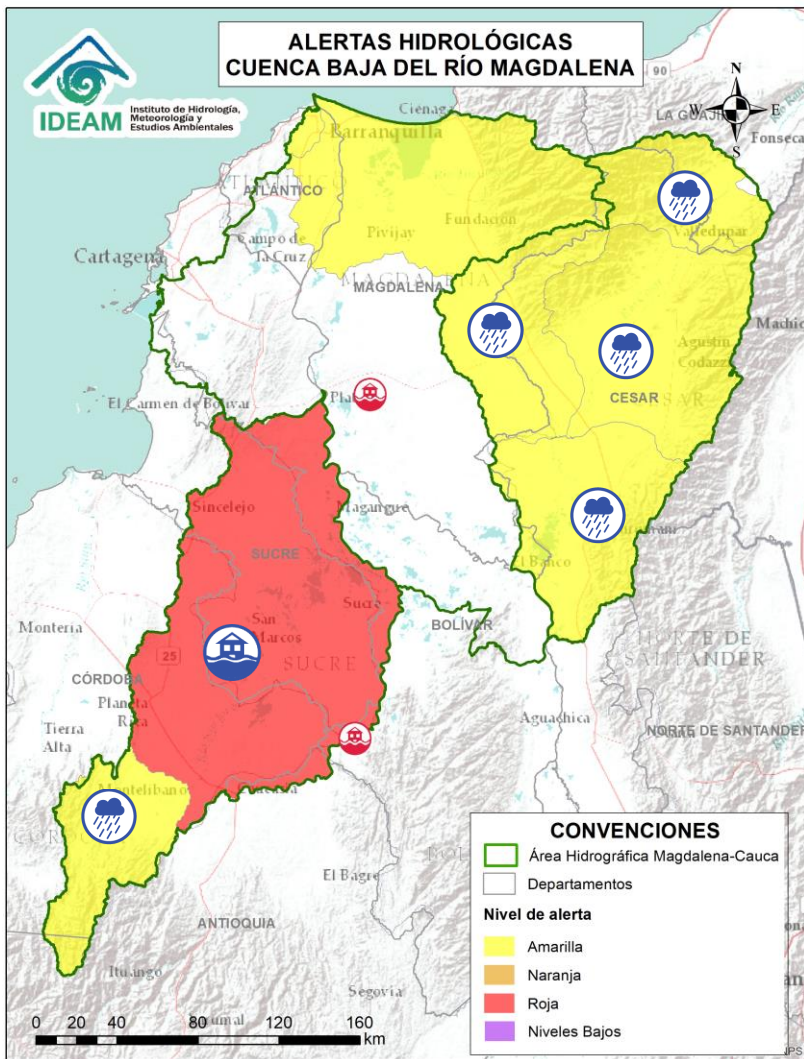 ALERTAS HIDROLÓGICAS
CUENCA BAJA DEL RÍO MAGDALENA
IDEAM
Instituto de Hidrología,
Meteorología y
Estudios Ambientales
N
W
E
S
90
Ciénaga
LA GUAJIRA
Barranquilla
Fonseca
ATLÁNTICO
Fundación
Valledupar
Pivijay
Campo de
la Cruz
Cartagena
MAGDALENA
MAGDALENA
Agustín
Codazzi
El Carmen de Bolívar
CESAR
Sincelejo
Magangue
SUCRE
El Banco
Sucre
San
Marcos
BOLÍVAR
Montería
25
SUCRE
NORTE DE
SANTANDER
CÓRDOBA
Planeta
Rica
Tierra
Alta
Aguachica
NORTE DE SANTANDER
Montelibano
El Bagre
ANTIOQUIA
Ituango
Segovia
CONVENCIONES
Área Hidrográfica Magdalena-Cauca
Departamentos
Nivel de alerta
Amarilla
Naranja
Roja
Niveles Bajos
0 20 40 80 120 160
km